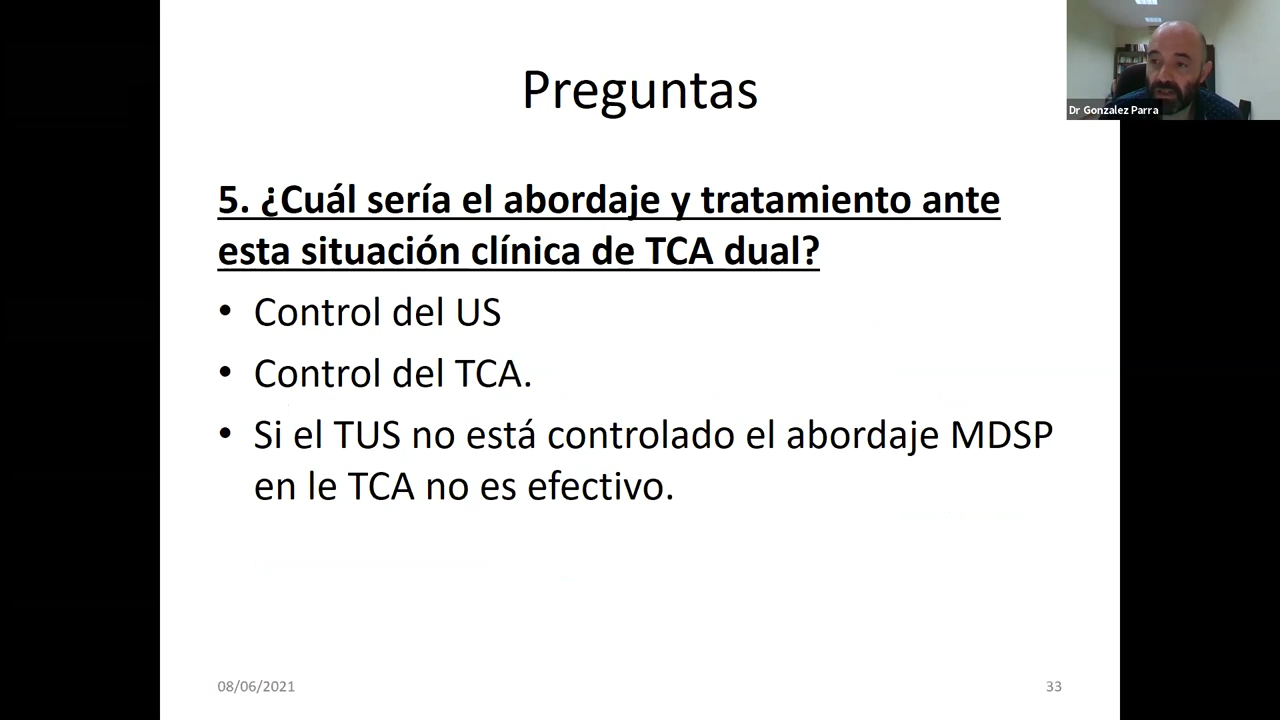 Preguntas
Dr Gonzalez Parra
5. ¿Cuál sería el abordaje y tratamiento ante
esta situación clínica de TCA dual?
• Control del US
• Control del TCA.
• Si el TUS no está controlado el abordaje MDSP
en le TCA no es efectivo.
08/06/2021
33